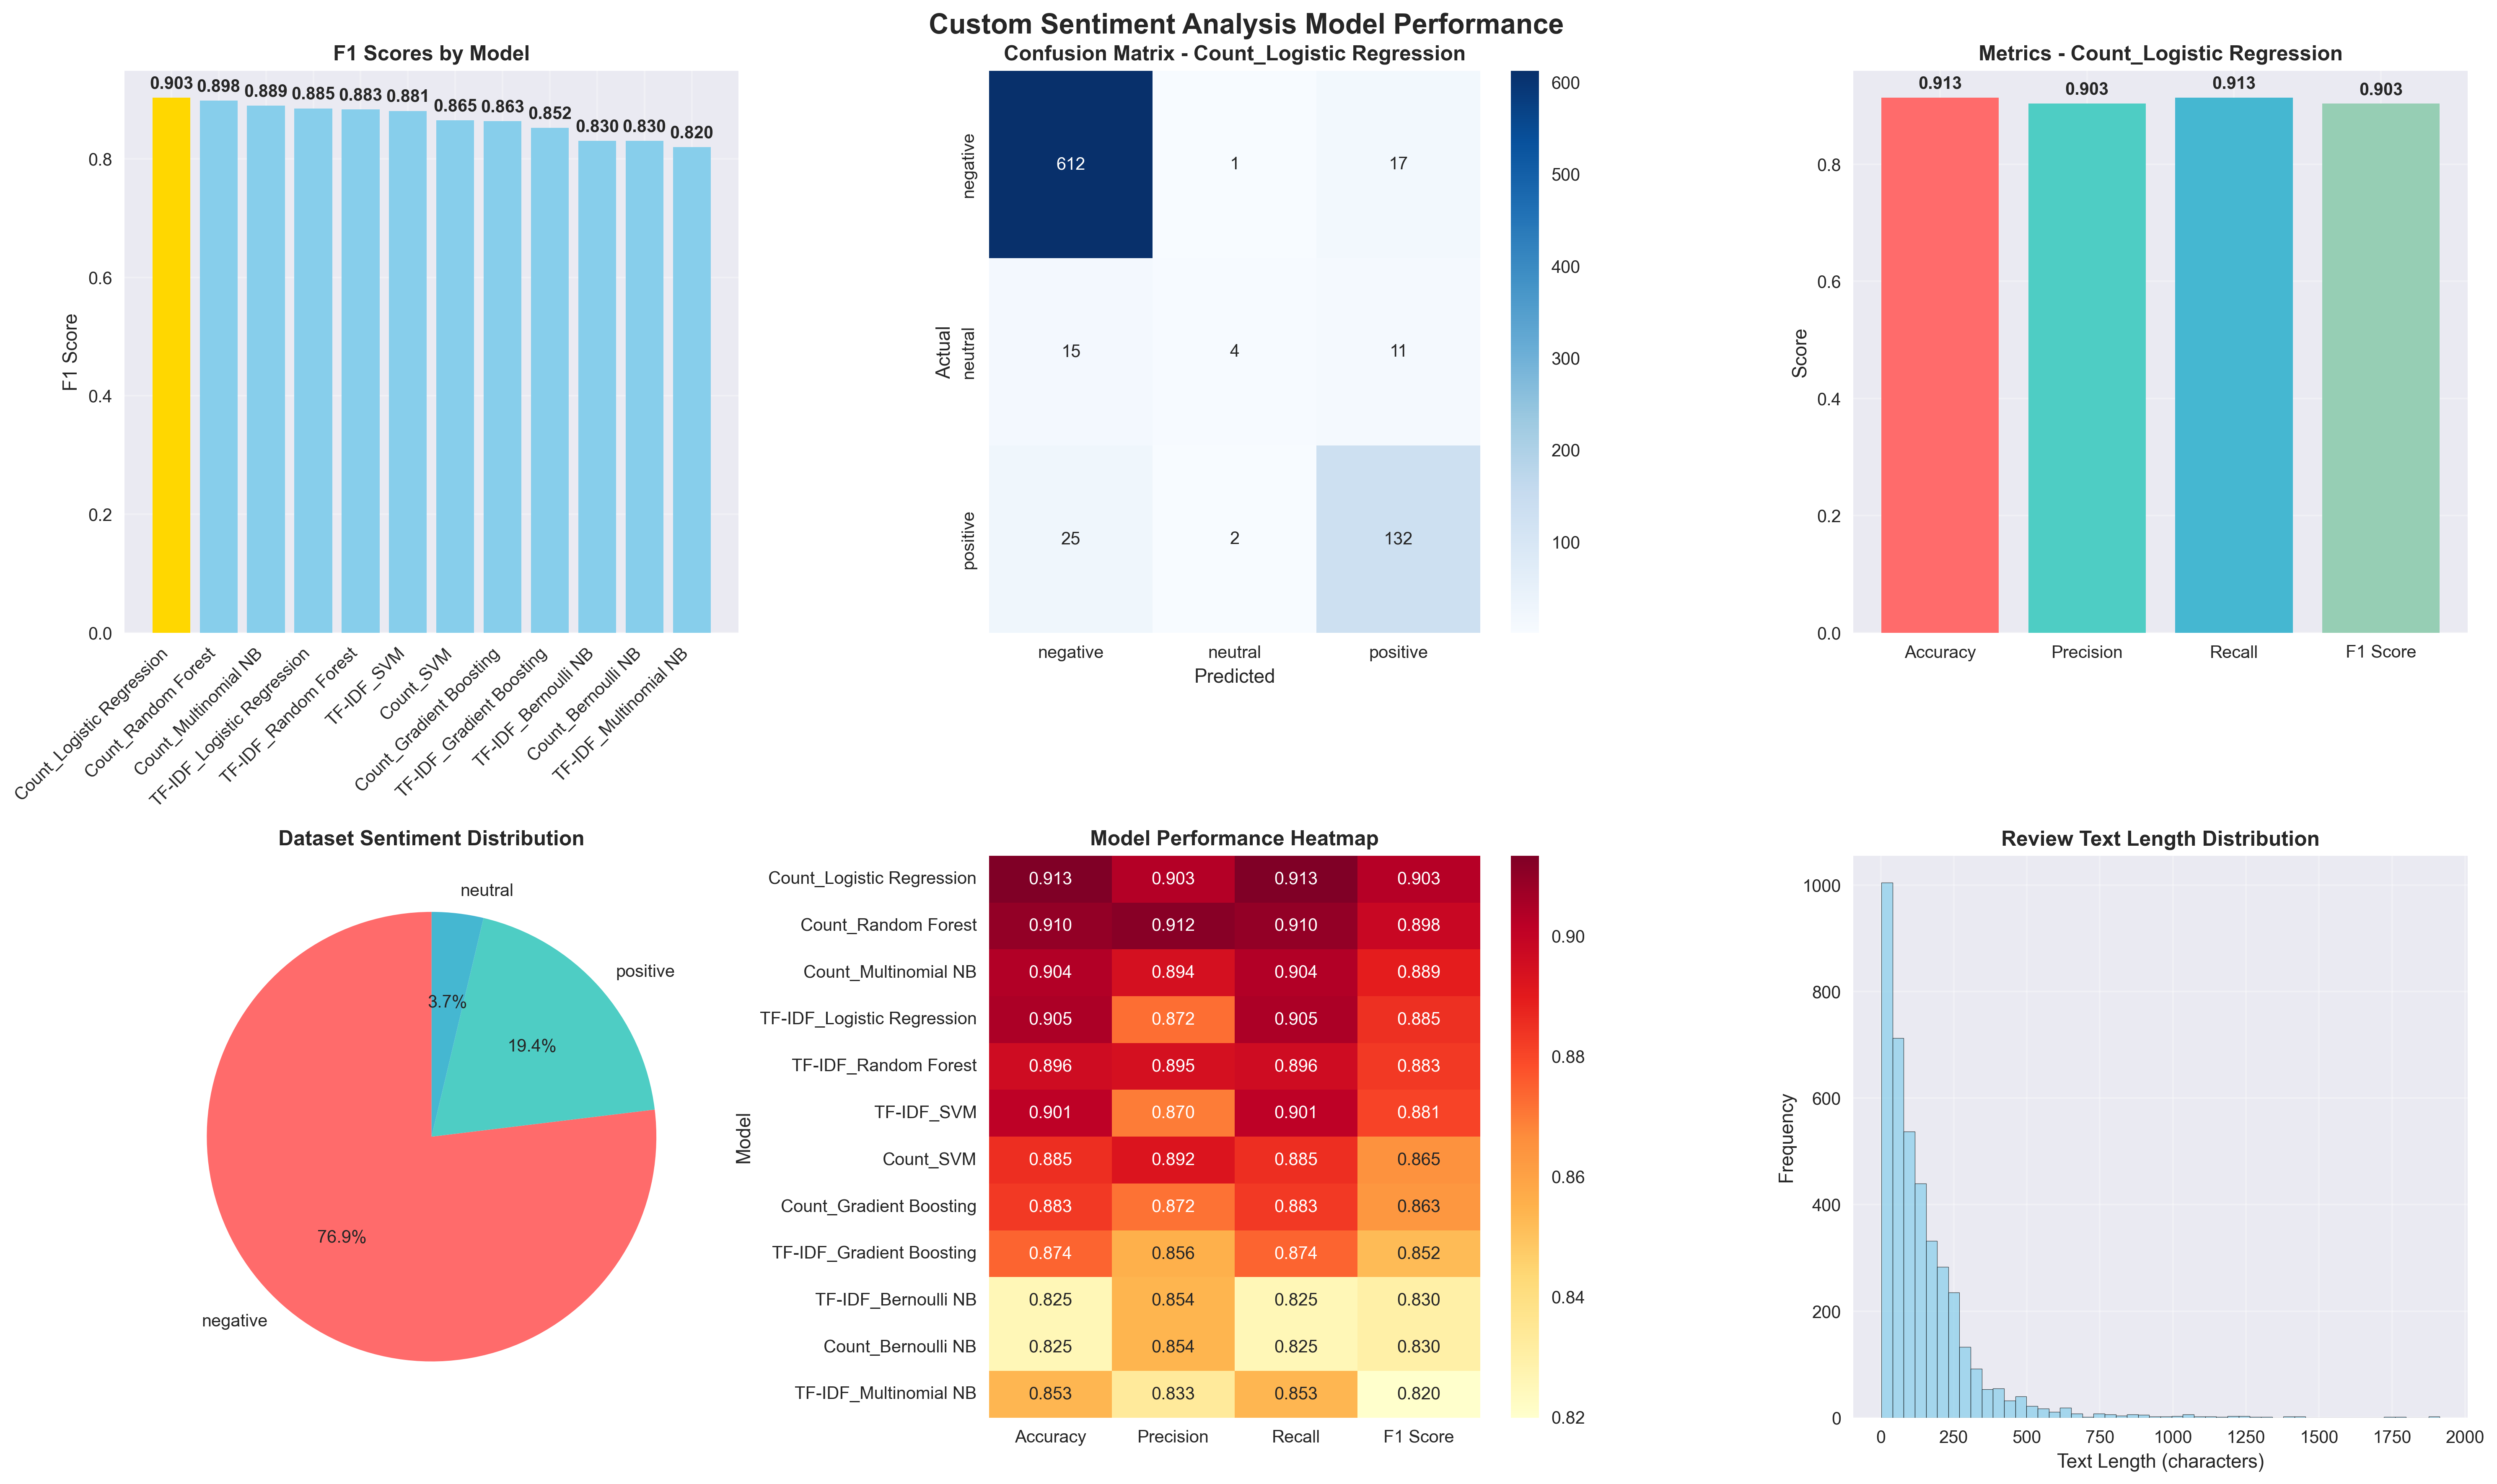 Custom Sentiment Analysis Model Performance
F1 Scores by Model
F1 Score
0.8
0.6
0.4
0.2
0.0
0.903
0.898
0.889
0.885
0.883
0.881
0.865
0.863
0.852
0.830
0.830
0.820
Count_Logistic Regression
Count_Random Forest
Count_Multinomial NB
TF-IDF_Logistic Regression
TF-IDF_Random Forest
TF-IDF_SVM
Count_SVM
Count_Gradient Boosting
TF-IDF_Gradient Boosting
TF-IDF_Bernoulli NB
Count_Bernoulli NB
TF-IDF_Multinomial NB
Confusion Matrix - Count_Logistic Regression
Actual
negative
612 1 17
neutral
15 4 11
positive
25 2 132
negative neutral positive
Predicted
600
500
400
300
200
100
Metrics - Count_Logistic Regression
Score
0.8
0.6
0.4
0.2
0.0
0.913 0.903 0.913 0.903
Accuracy Precision Recall F1 Score
Dataset Sentiment Distribution
neutral
positive
3.7%
19.4%
76.9%
negative
Model Performance Heatmap
Model
Count_Logistic Regression 0.913 0.903 0.913 0.903
Count_Random Forest 0.910 0.912 0.910 0.898
Count_Multinomial NB 0.904 0.894 0.904 0.889
TF-IDF_Logistic Regression 0.905 0.872 0.905 0.885
TF-IDF_Random Forest 0.896 0.895 0.896 0.883
TF-IDF_SVM 0.901 0.870 0.901 0.881
Count_SVM 0.885 0.892 0.885 0.865
Count_Gradient Boosting 0.883 0.872 0.883 0.863
TF-IDF_Gradient Boosting 0.874 0.856 0.874 0.852
TF-IDF_Bernoulli NB 0.825 0.854 0.825 0.830
Count_Bernoulli NB 0.825 0.854 0.825 0.830
TF-IDF_Multinomial NB 0.853 0.833 0.853 0.820
Accuracy Precision Recall F1 Score
0.90
0.88
0.86
0.84
0.82
Review Text Length Distribution
Frequency
1000
800
600
400
200
0
0 250 500 750 1000 1250 1500 1750 2000
Text Length (characters)